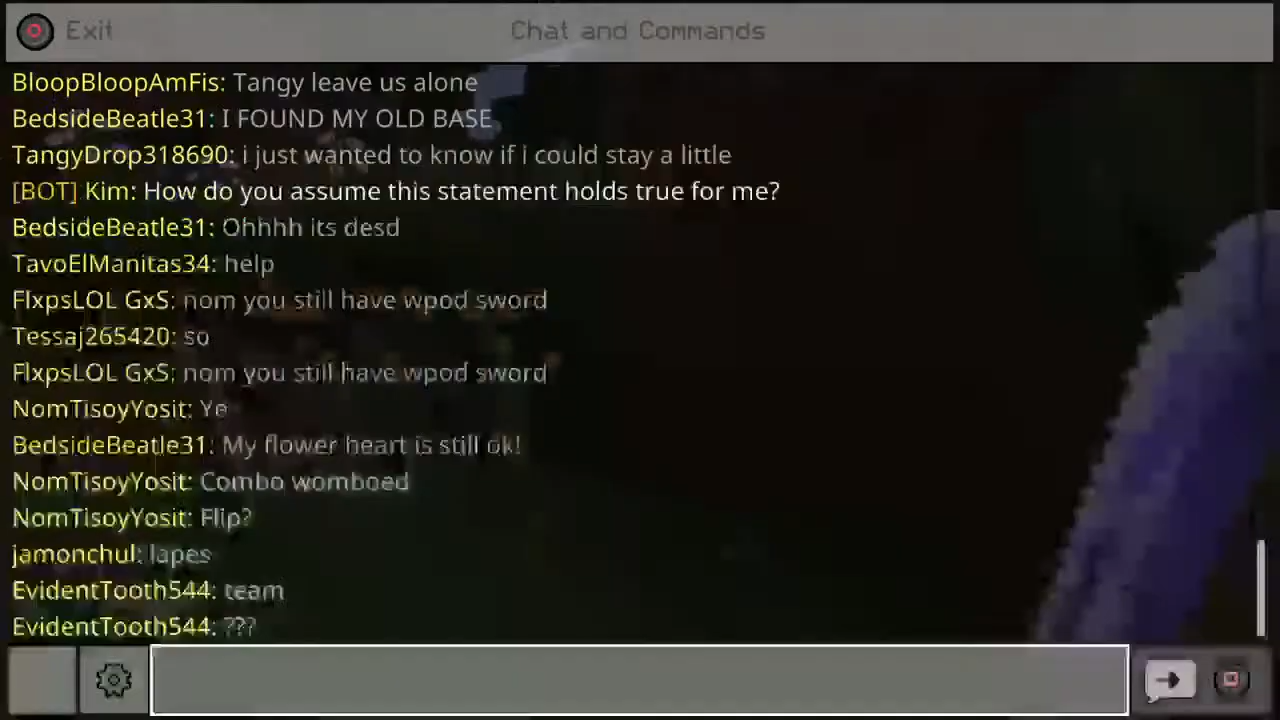 Exit
Chat and Commands
BloopBloopAmFis: Tangy leave us alone
BedsideBeatle31: I FOUND MY OLD BASE
TangyDrop318690: i just wanted to know if i could stay a little
[BOT] Kim: How do you assume this statement holds true for me?
BedsideBeatle31: Ohhhh its desd
TavoElManitas34: help
FlxpsLOL GxS: nom you still have wpod sword
Tessaj265420: so
FlxpsLOL GxS: nom you still have wpod sword
NomTisoyYosit: Ye
BedsideBeatle31: My flower heart is still ok!
NomTisoyYosit: Combo womboed
NomTisoyYosit: Flip?
jamonchul: lapes
EvidentTooth544: team
EvidentTooth544: ???